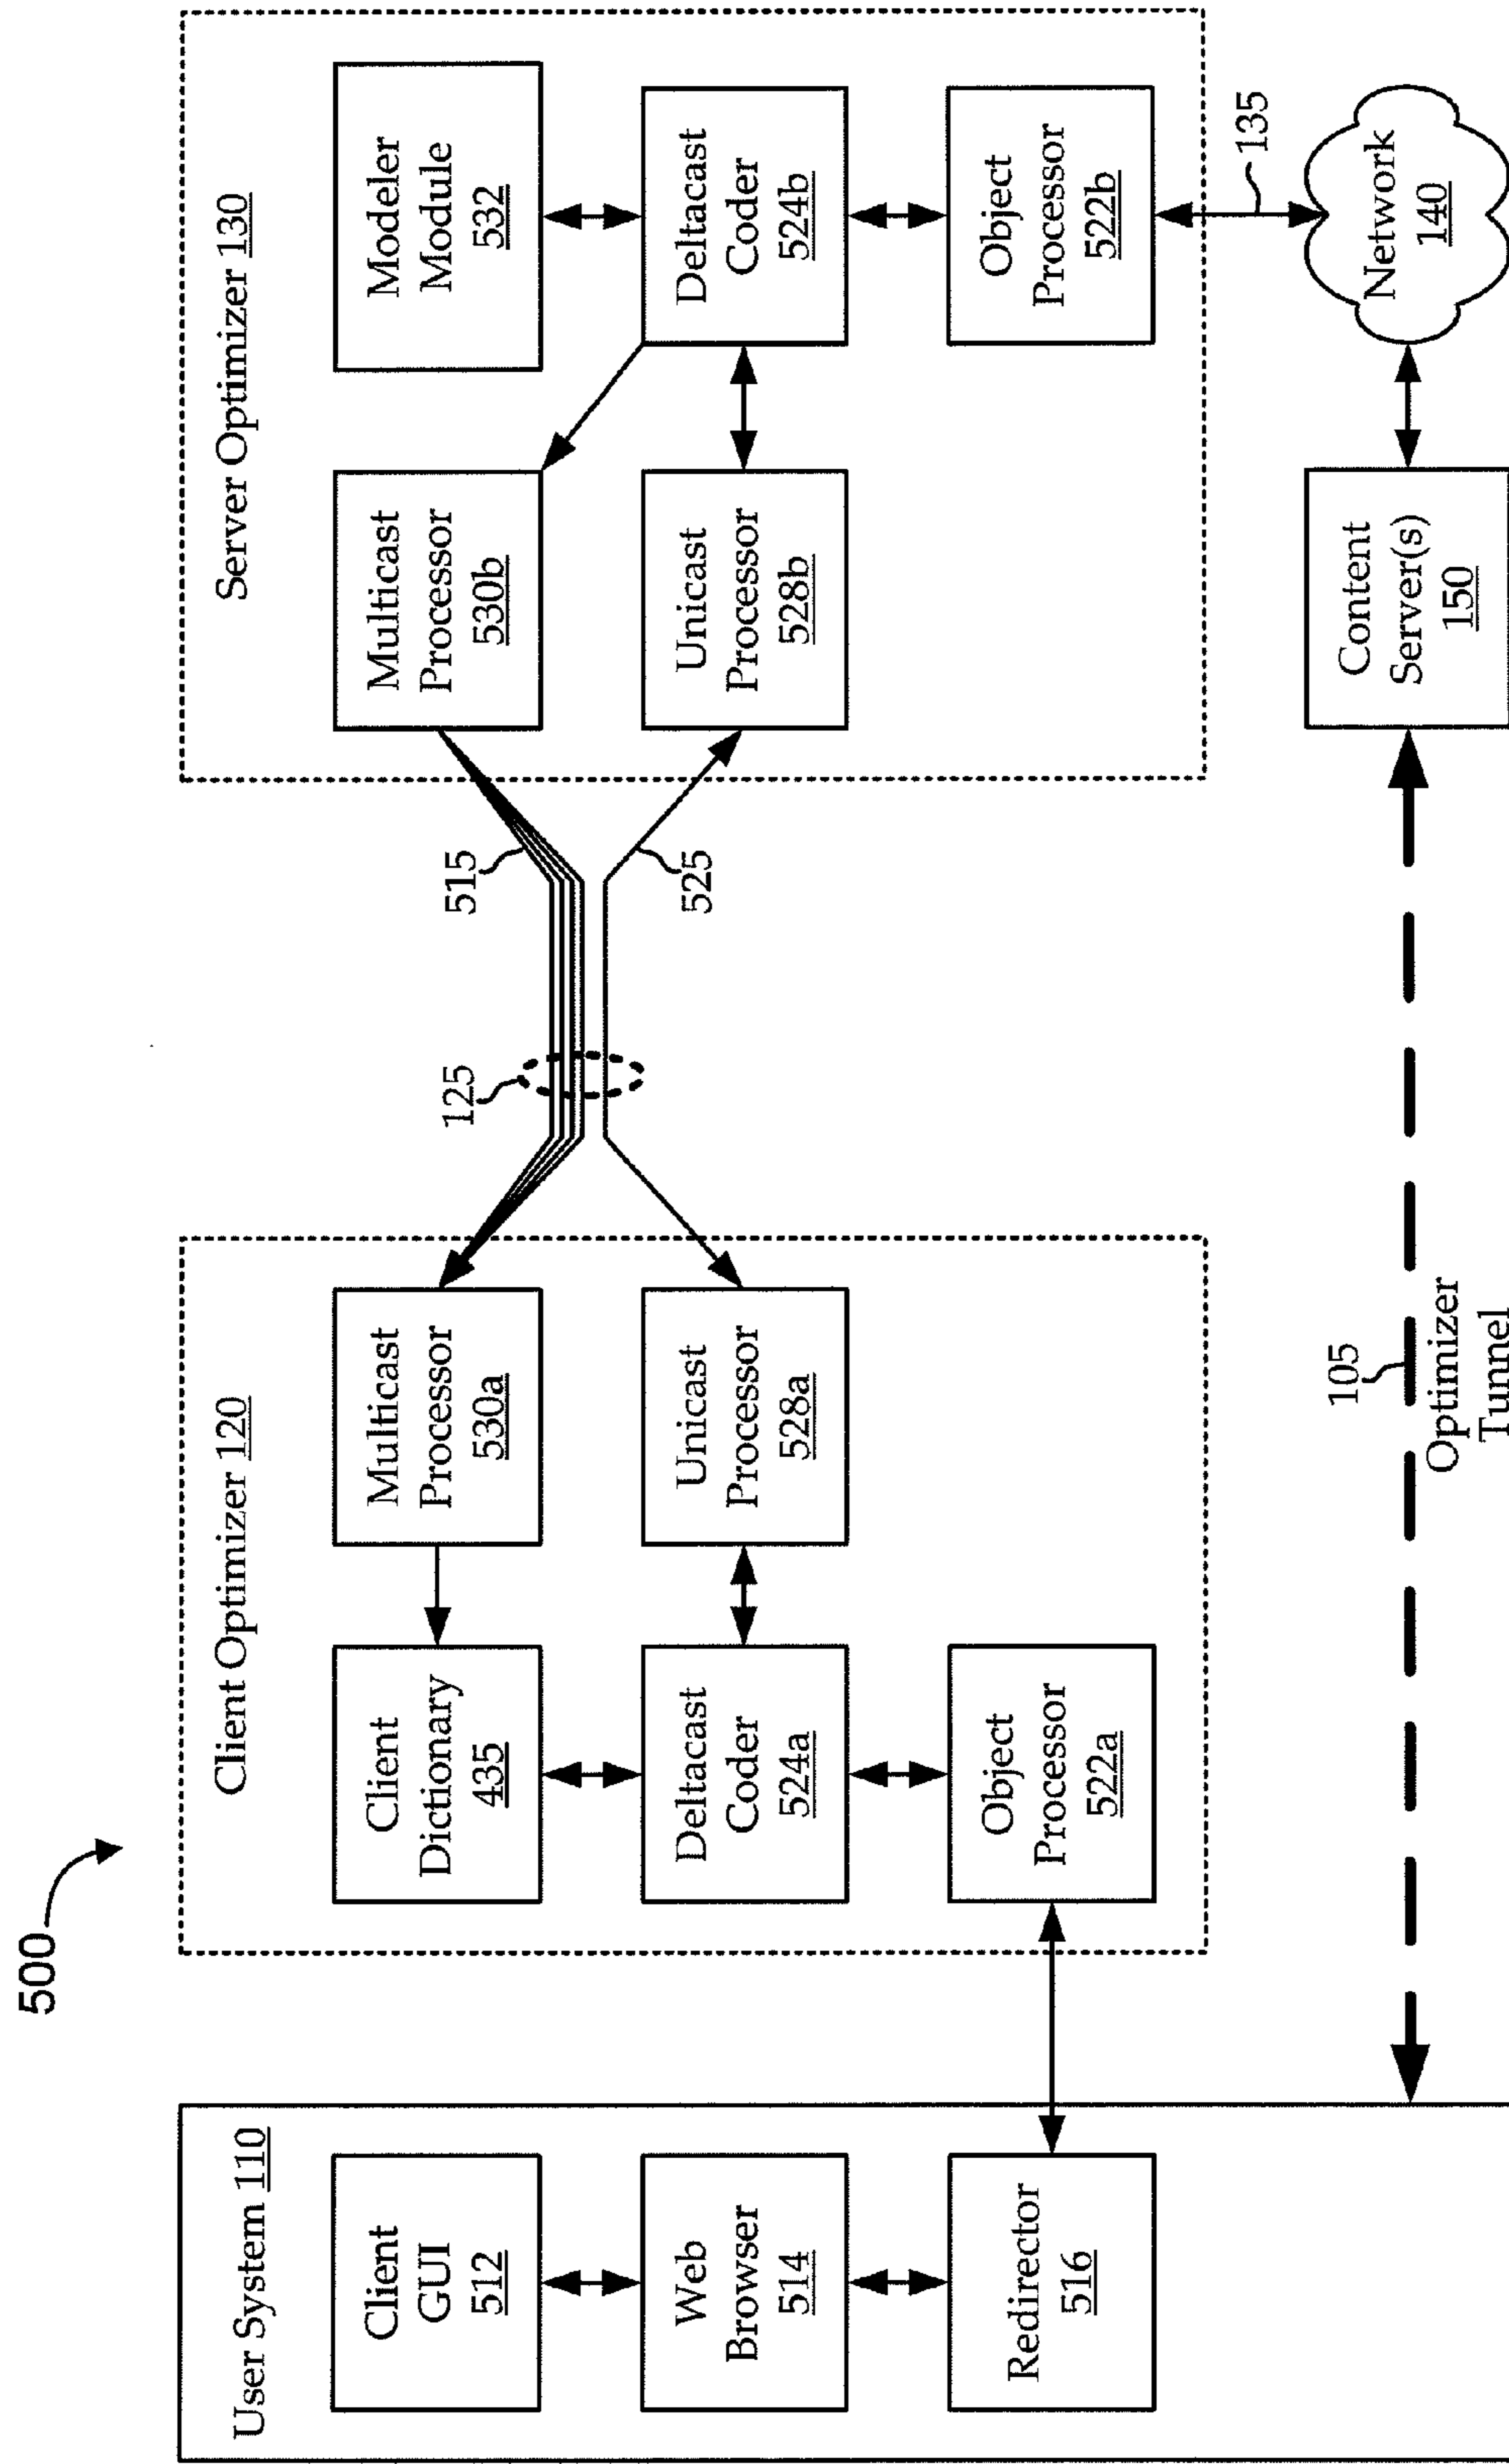 500
User System 110
Client
GUI
512
Web
Browser
514
Redirector
516
Client Optimizer 120
Client
Dictionary
435
Multicast
Processor
530a
Deltacast
Coder
524a
Unicast
Processor
528a
Object
Processor
522a
125
515
525
Server Optimizer 130
Multicast
Processor
530b
Modeler
Module
532
Unicast
Processor
528b
Deltacast
Coder
524b
Object
Processor
522b
135
105
Optimizer
Tunnel
Content
Server(s)
150
Network
140